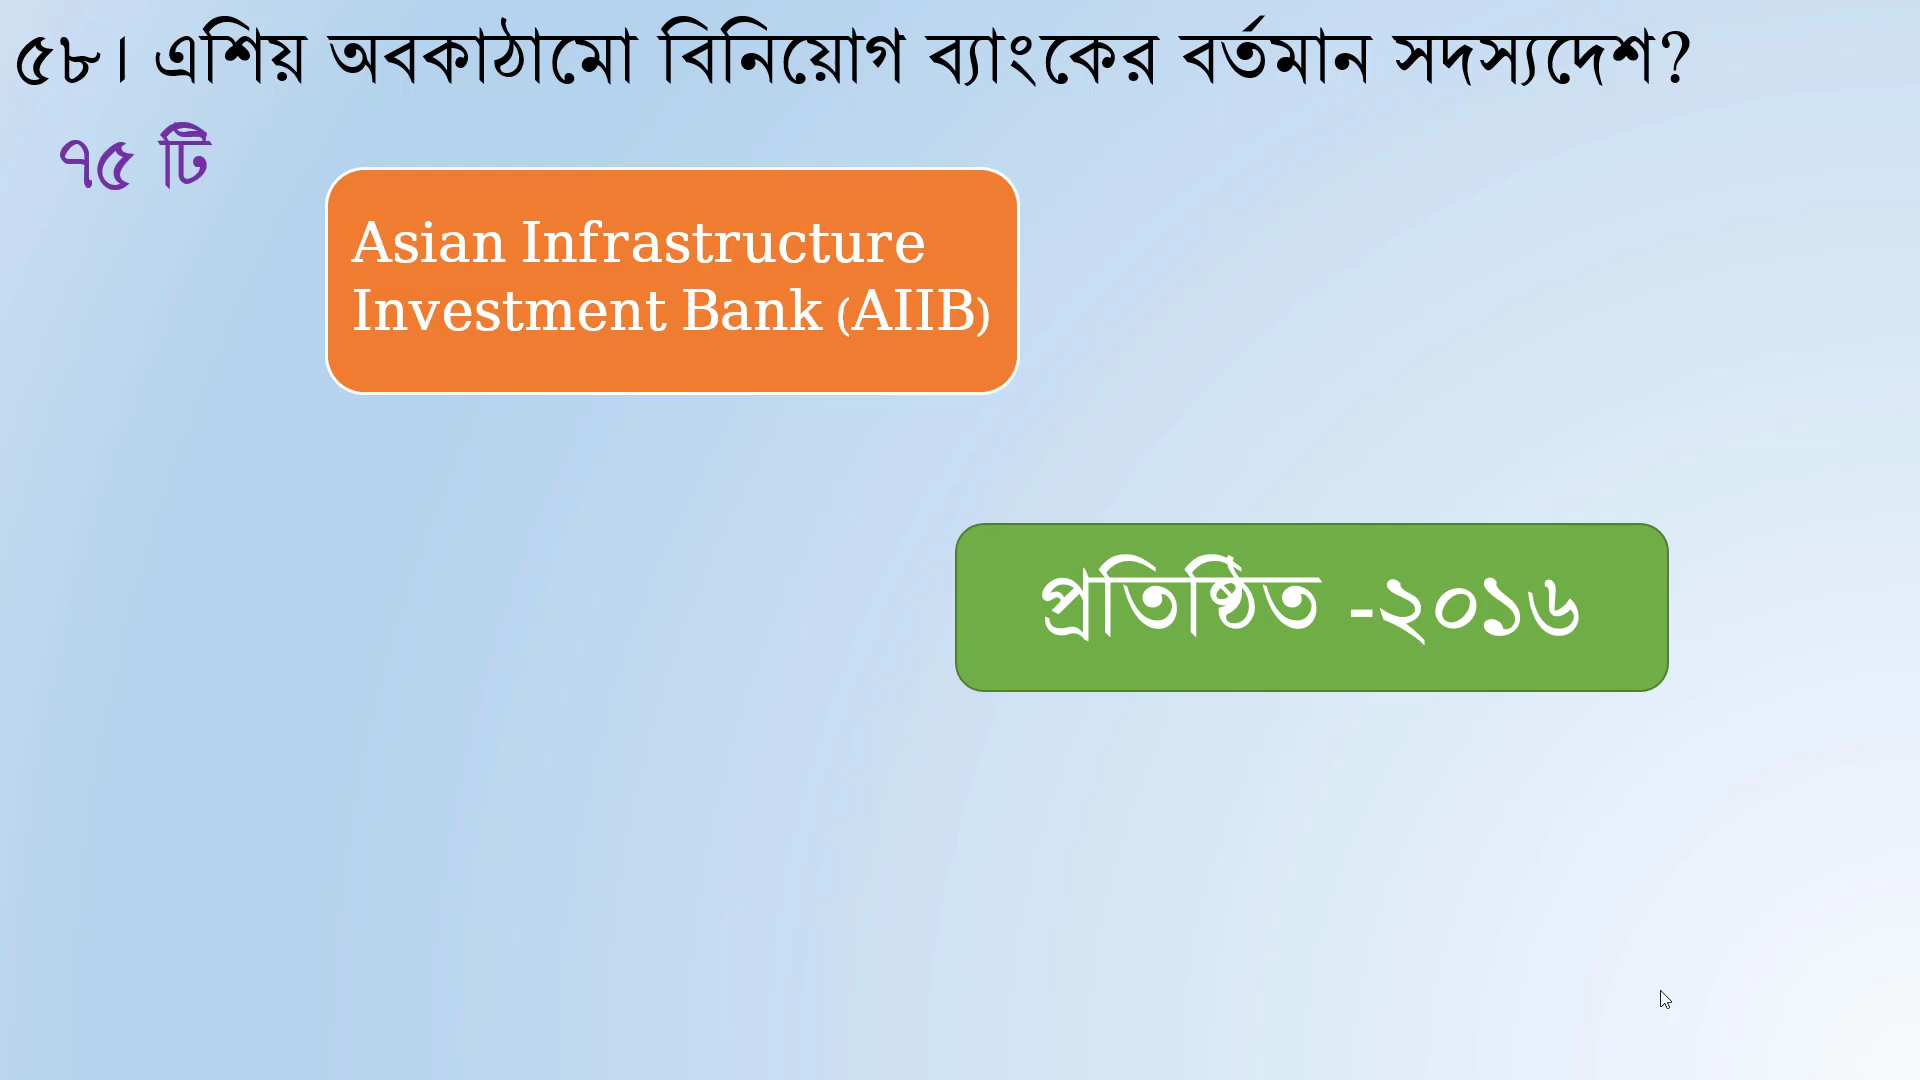 ৫৮। এশিয় অবকাঠামো বিনিয়োগ ব্যাংকের বর্তমান সদস্যদেশ?
৭৫ টি
Asian Infrastructure
Investment Bank (AIIB)
প্রতিষ্ঠিত -২০১৬